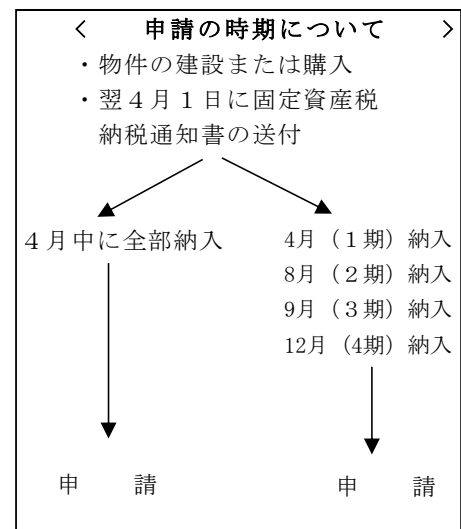 < 申請の時期について >
・物件の建設または購入
・翌4月1日に固定資産税
納税通知書の送付
4月中に全部納入
4月(1期)納入
8月(2期)納入
9月(3期)納入
12月(4期)納入
申 請
申 請